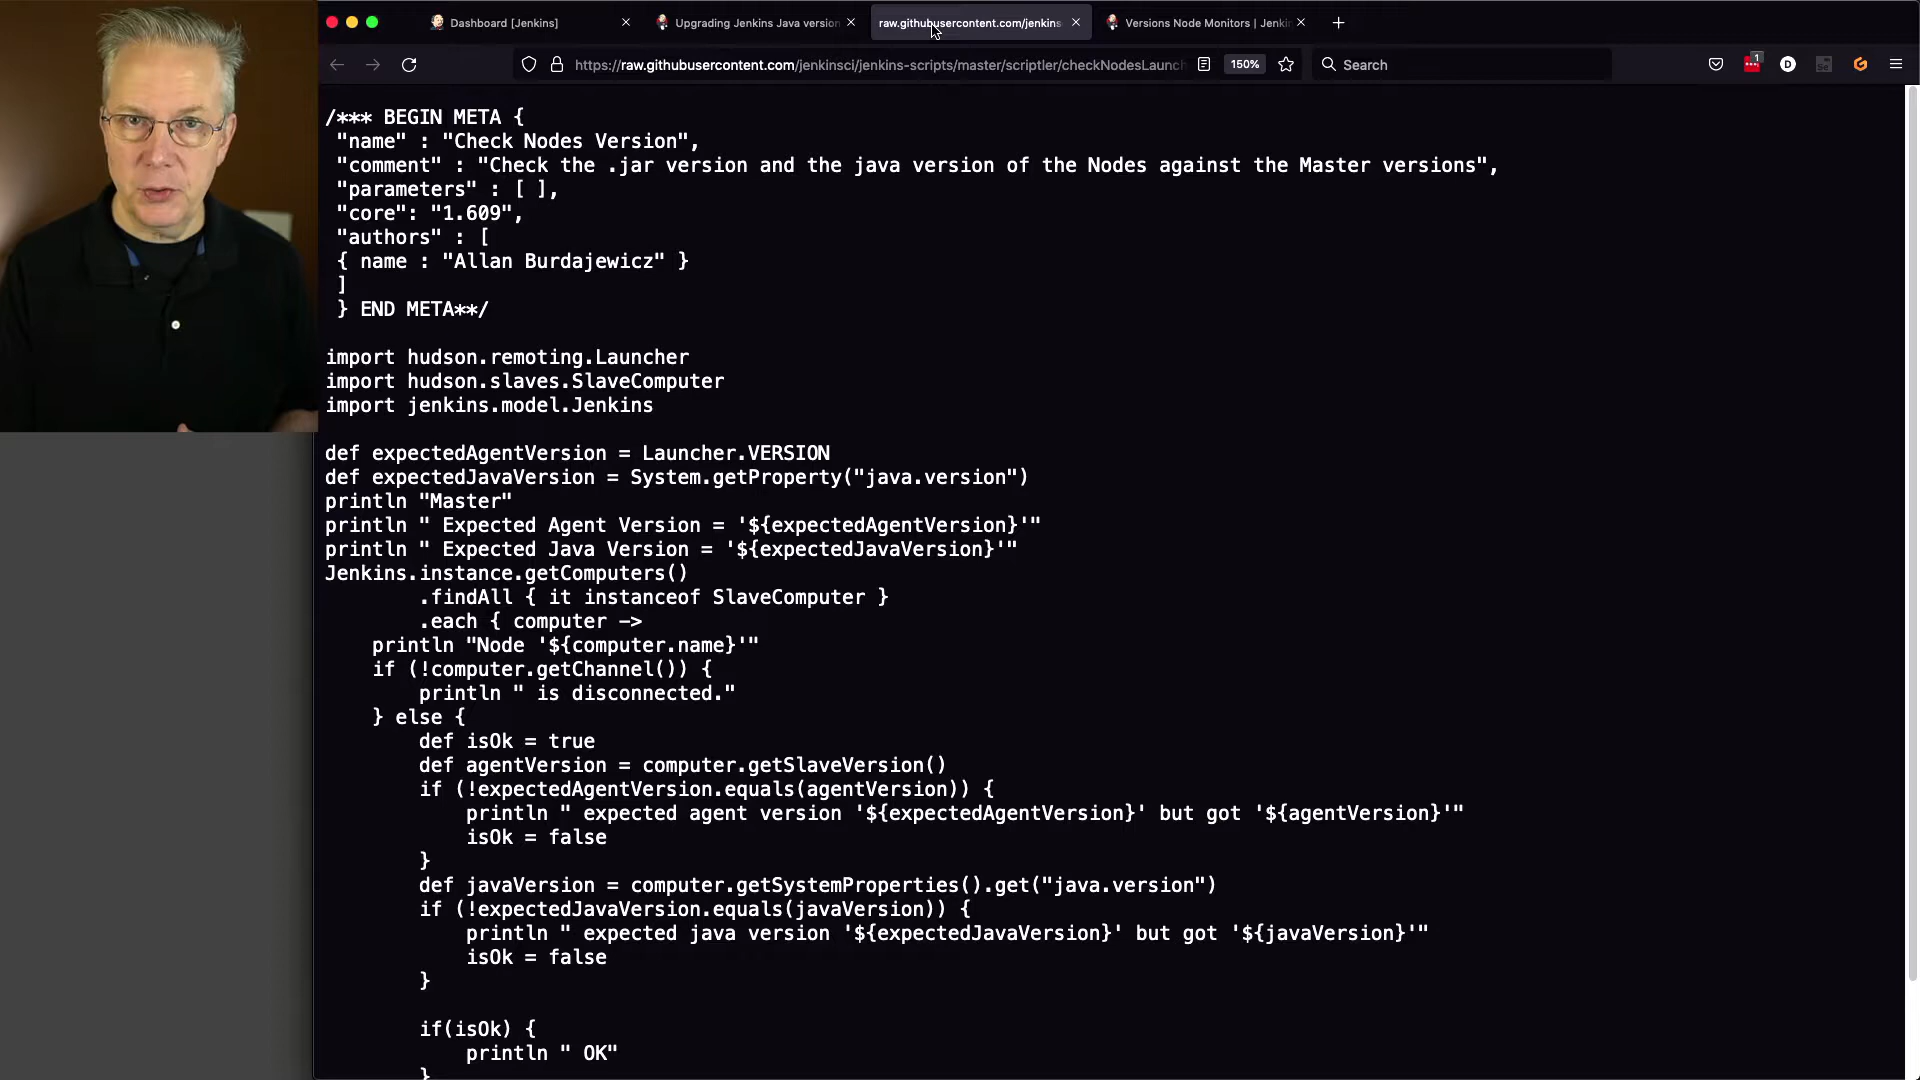 Dashboard [Jenkins]
Upgrading Jenkins Java version
raw.githubusercontent.com/jenkins
Versions Node Monitors | Jenkin
https://raw.githubusercontent.com/jenkinsci/jenkins-scripts/master/scriptler/checkNodesLaunch
150%
Search
1
D
/*** BEGIN META {
"name" : "Check Nodes Version",
"comment" : "Check the .jar version and the java version of the Nodes against the Master versions",
"parameters" : [ ],
"core": "1.609",
"authors" : [
{ name : "Allan Burdajewicz" }
]
} END META**/
import hudson.remoting.Launcher
import hudson.slaves.SlaveComputer
import jenkins.model.Jenkins
def expectedAgentVersion = Launcher.VERSION
def expectedJavaVersion = System.getProperty("java.version")
println "Master"
println " Expected Agent Version = '${expectedAgentVersion}'"
println " Expected Java Version = '${expectedJavaVersion}'"
Jenkins.instance.getComputers()
.findAll { it instanceof SlaveComputer }
.each { computer ->
println "Node '${computer.name}'"
if (!computer.getChannel()) {
println " is disconnected."
} else {
def isOk = true
def agentVersion = computer.getSlaveVersion()
if (!expectedAgentVersion.equals(agentVersion)) {
println " expected agent version '${expectedAgentVersion}' but got '${agentVersion}'"
isOk = false
}
def javaVersion = computer.getSystemProperties().get("java.version")
if (!expectedJavaVersion.equals(javaVersion)) {
println " expected java version '${expectedJavaVersion}' but got '${javaVersion}'"
isOk = false
}
if(isOk) {
println " OK"
}